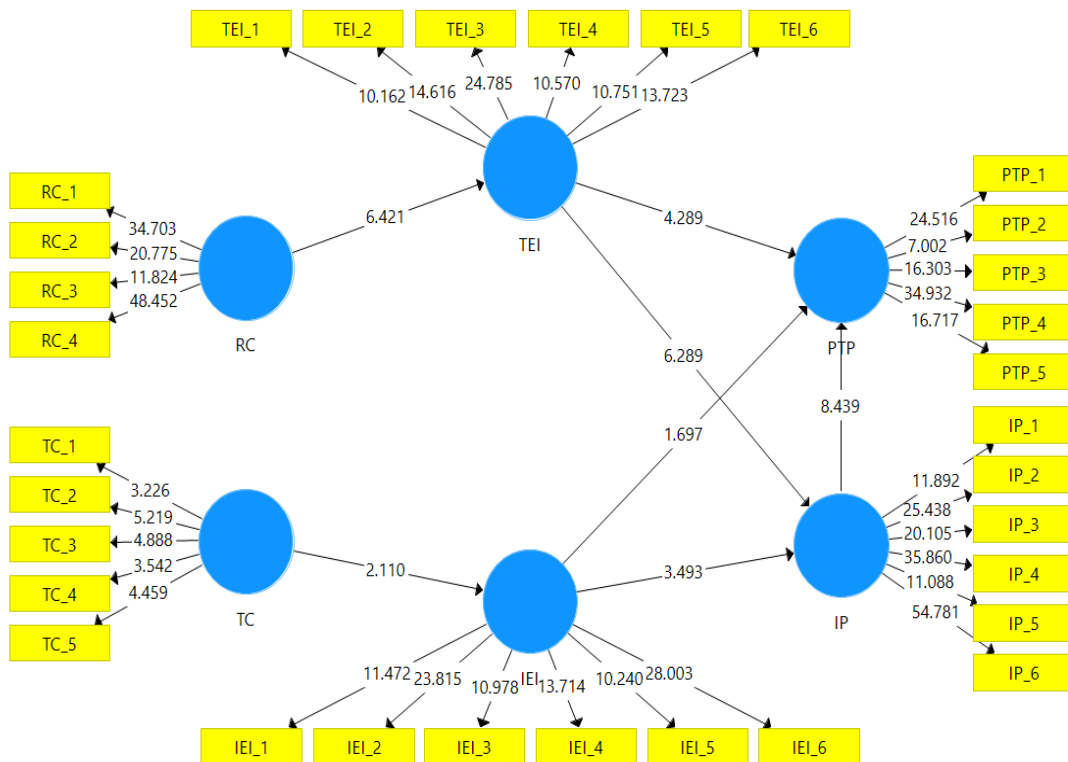 TEI_1 TEI_2 TEI_3 TEI_4 TEI_5 TEI_6
10.162 14.616 24.785 10.570 10.751 13.723
TEI
RC_1
RC_2
RC_3
RC_4
34.703
20.775
11.824
48.452
RC
6.421
4.289
6.289
1.697
8.439
PTP
24.516
7.002
16.303
34.932
16.717
PTP_1
PTP_2
PTP_3
PTP_4
PTP_5
TC_1
TC_2
TC_3
TC_4
TC_5
3.226
5.219
4.888
3.542
4.459
TC
2.110
3.493
IP
11.892
25.438
20.105
35.860
11.088
54.781
IP_1
IP_2
IP_3
IP_4
IP_5
IP_6
IEI
11.472 23.815 10.978 13.714 10.240 28.003
IEI_1 IEI_2 IEI_3 IEI_4 IEI_5 IEI_6